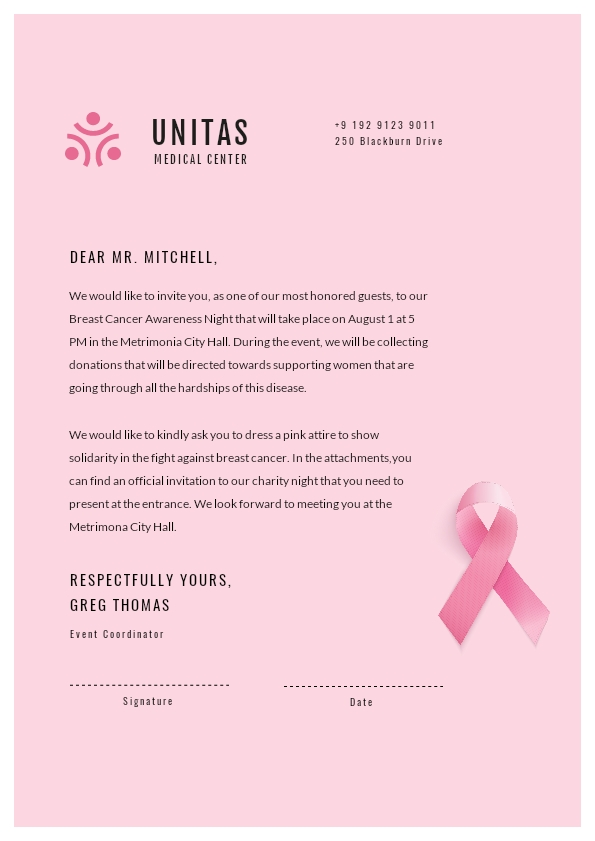 UNITAS
MEDICAL CENTER
+9 192 9123 9011
250 Blackburn Drive
DEAR MR. MITCHELL,
We would like to invite you, as one of our most honored guests, to our
Breast Cancer Awareness Night that will take place on August 1 at 5
PM in the Metrimonia City Hall. During the event, we will be collecting
donations that will be directed towards supporting women that are
going through all the hardships of this disease.
We would like to kindly ask you to dress a pink attire to show
solidarity in the fight against breast cancer. In the attachments,you
can find an official invitation to our charity night that you need to
present at the entrance. We look forward to meeting you at the
Metrimona City Hall.
RESPECTFULLY YOURS,
GREG THOMAS
Event Coordinator
Signature
Date